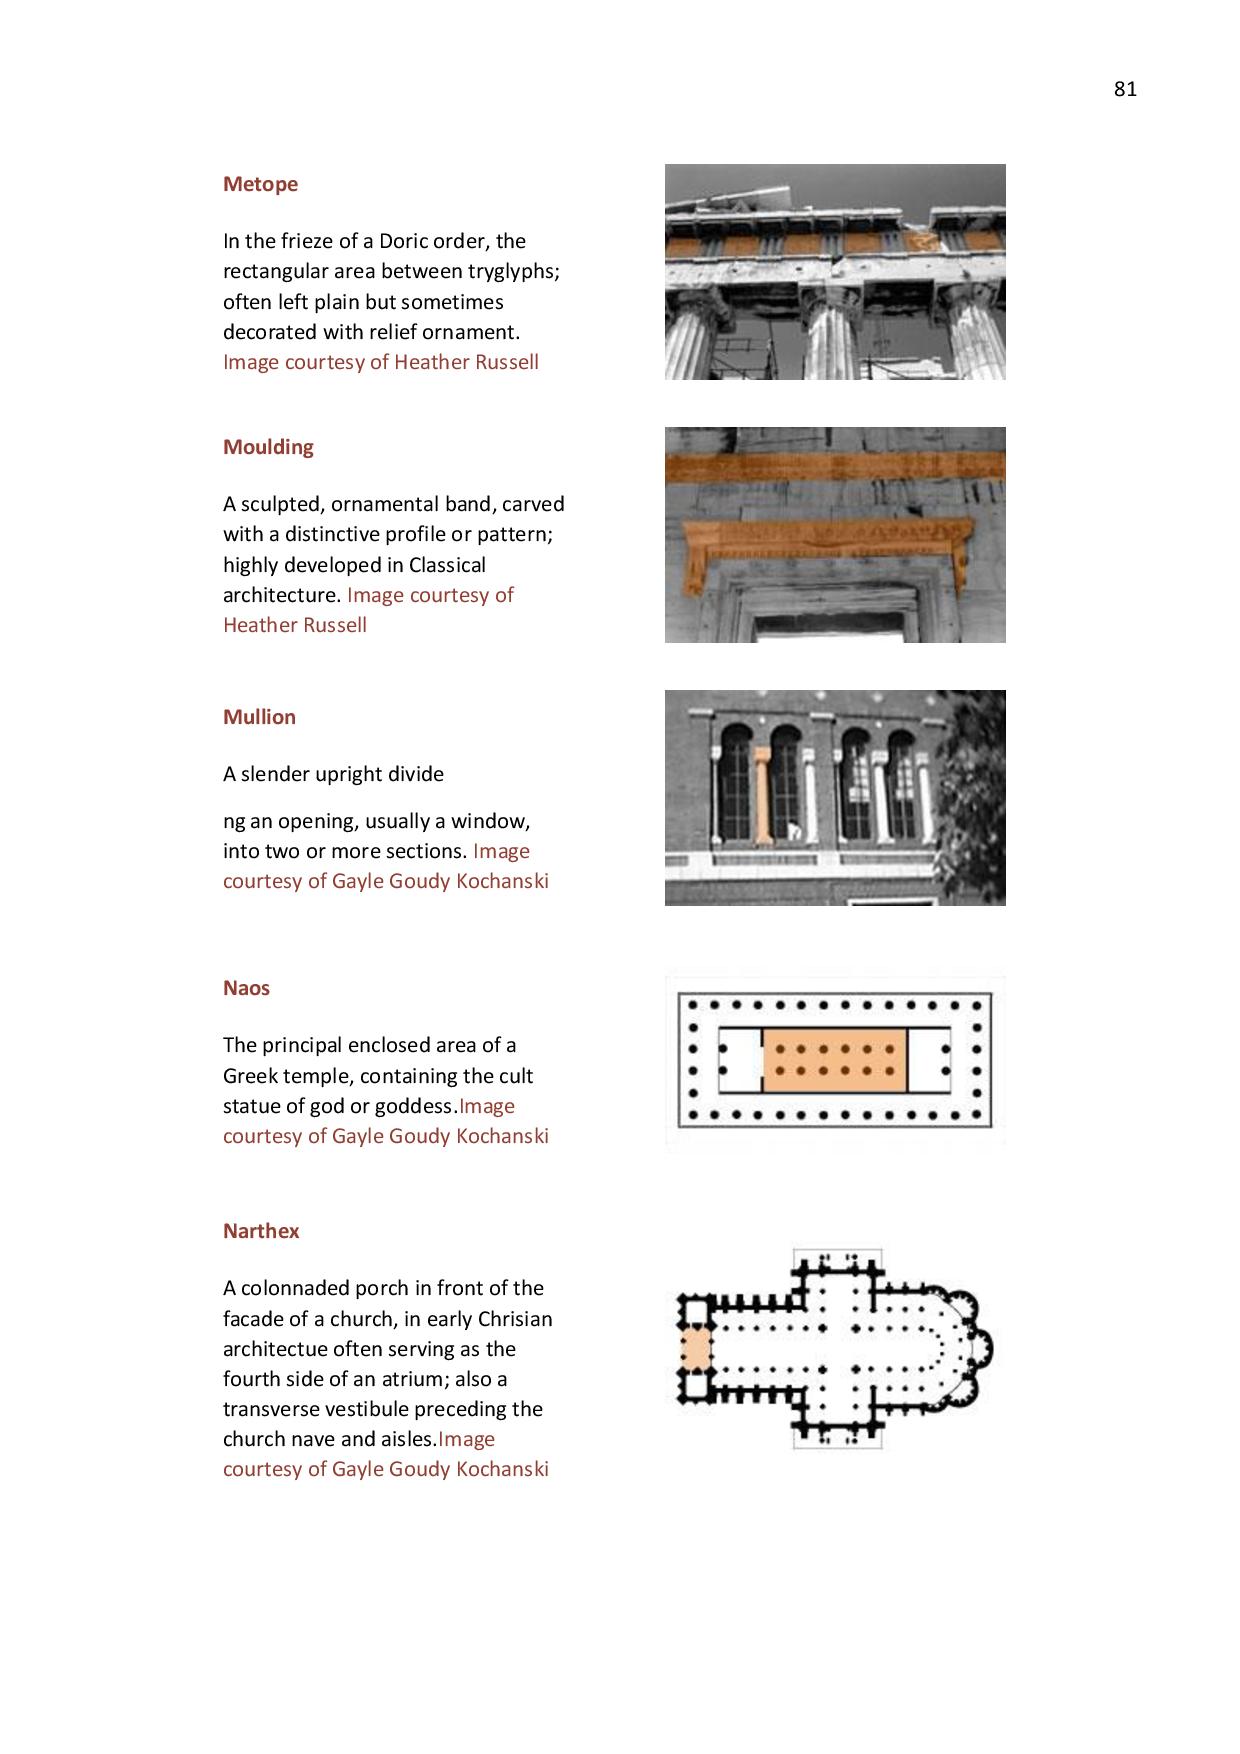 81
Metope
In the frieze of a Doric order, the
rectangular area between tryglyphs;
often left plain but sometimes
decorated with relief ornament.
Image courtesy of Heather Russell
Moulding
A sculpted, ornamental band, carved
with a distinctive profile or pattern;
highly developed in Classical
architecture. Image courtesy of
Heather Russell
Mullion
A slender upright divide
ng an opening, usually a window,
into two or more sections. Image
courtesy of Gayle Goudy Kochanski
Naos
The principal enclosed area of a
Greek temple, containing the cult
statue of god or goddess.Image
courtesy of Gayle Goudy Kochanski
Narthex
A colonnaded porch in front of the
facade of a church, in early Chrisian
architectue often serving as the
fourth side of an atrium; also a
transverse vestibule preceding the
church nave and aisles.Image
courtesy of Gayle Goudy Kochanski